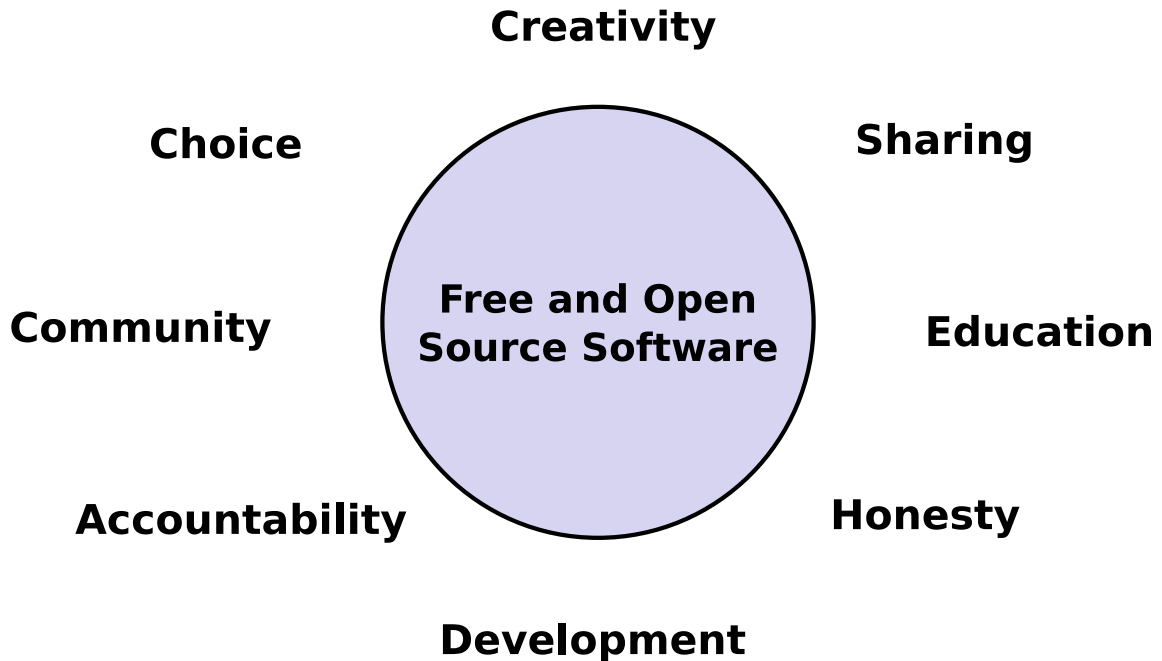 Creativity
Choice
Sharing
Free and Open
Source Software
Community
Education
Accountability
Honesty
Development